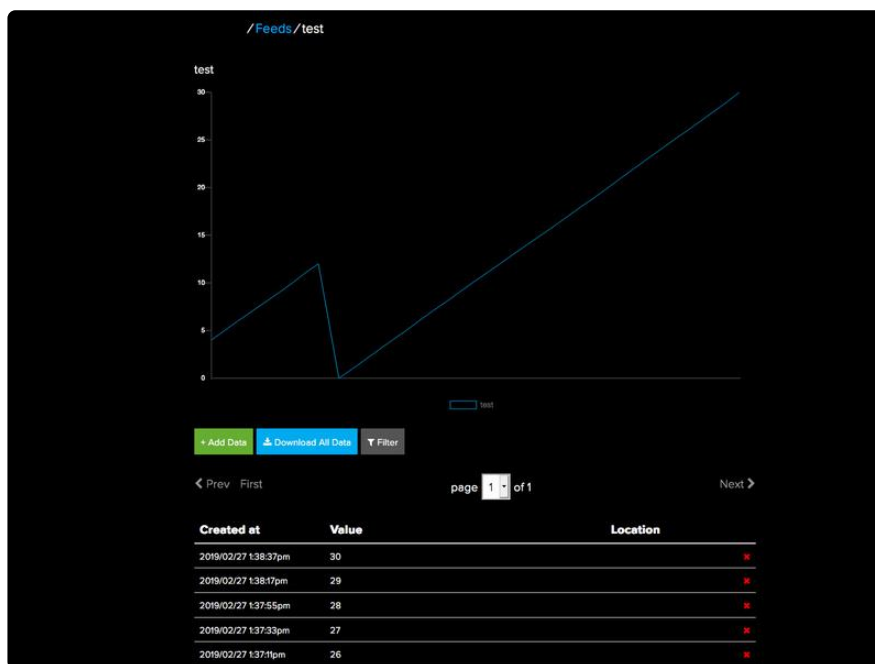 /Feeds/test
test
30
25
20
15
10
5
0
test
+ Add Data Download All Data Filter
Prev First page 1 of 1 Next
Created at Value Location
2019/02/27 1:38:37pm 30
2019/02/27 1:38:17pm 29
2019/02/27 1:37:55pm 28
2019/02/27 1:37:33pm 27
2019/02/27 1:37:11pm 26